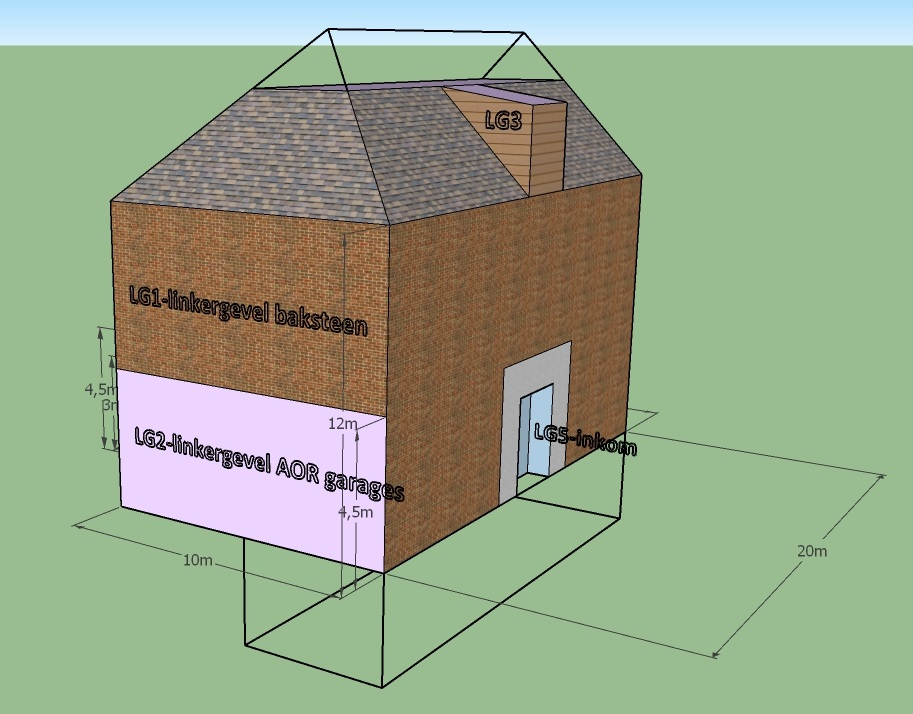 LG3
LG1-linkergevel baksteen
4,5m
3m
12m
LG5-inkom
LG2-linkergevel AOR garages
4,5m
10m
20m